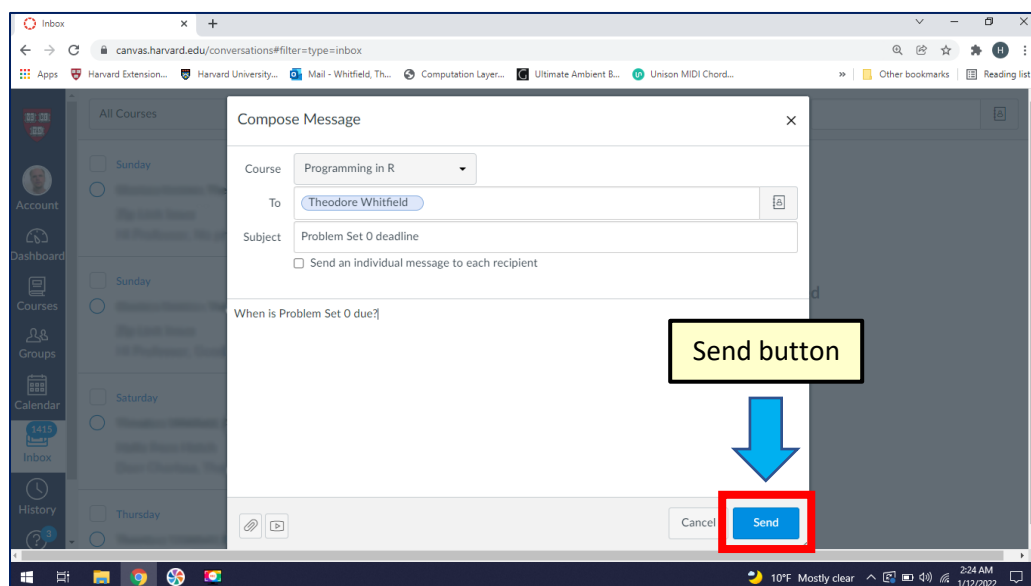 Inbox
canvas.harvard.edu/conversations#filter=type=inbox
H
Apps Harvard Extension... Harvard University... Mail - Whitfield, Th... Computation Layer... Ultimate Ambient B... Unison MIDI Chord... » Other bookmarks Reading list
All Courses
Compose Message
Course Programming in R
To Theodore Whitfield
Subject Problem Set 0 deadline
Send an individual message to each recipient
When is Problem Set 0 due?
Send button
Cancel Send
Account
Dashboard
Courses
Groups
Calendar
1415
Inbox
History
3
Sunday
Sunday
Saturday
Thursday
d
10°F Mostly clear
2:24 AM
1/12/2022